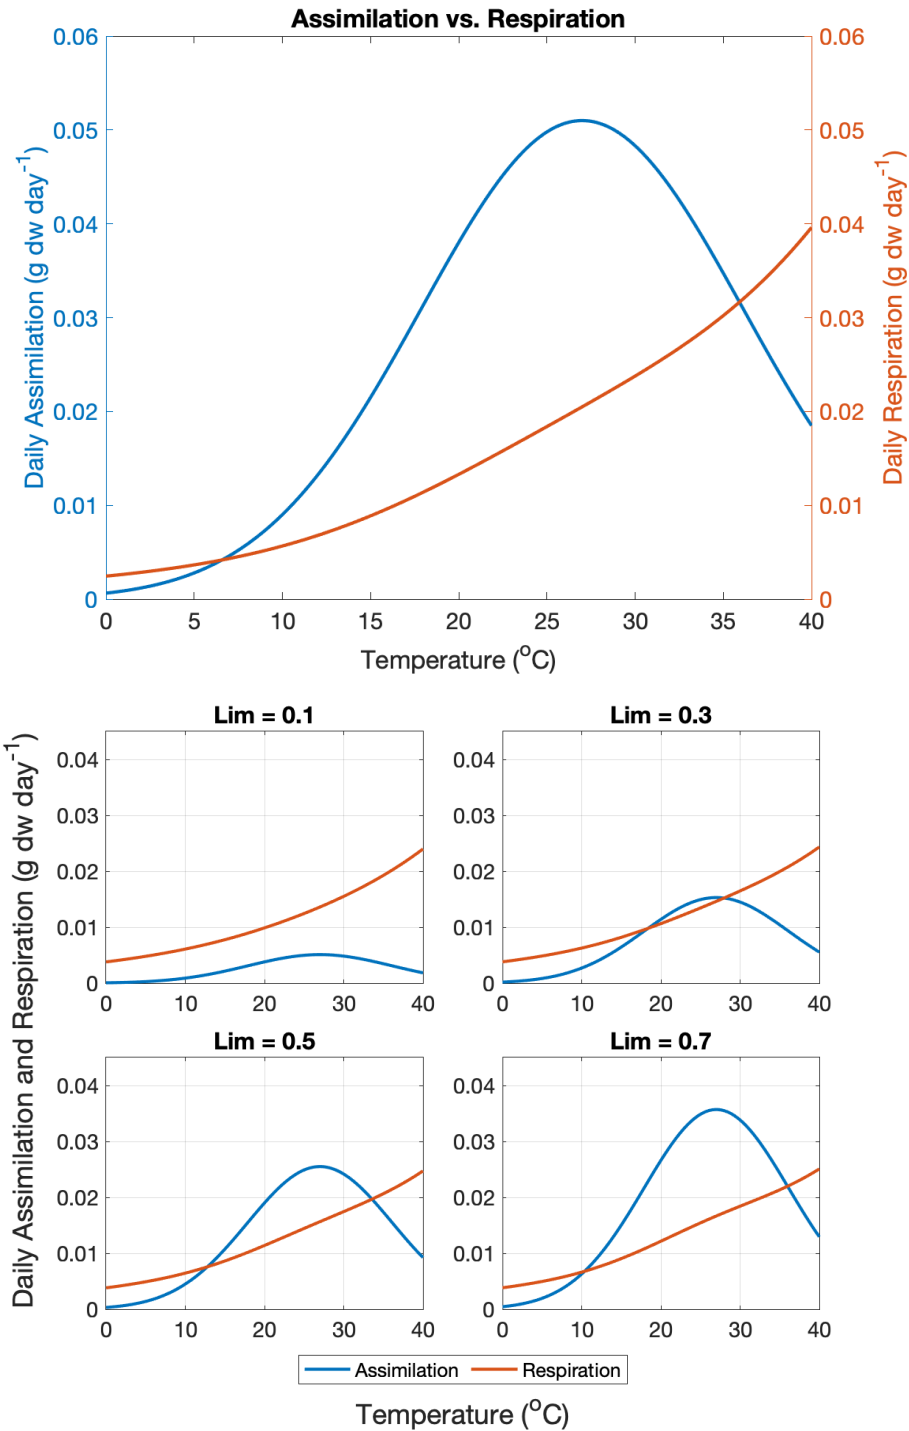 Assimilation vs. Respiration
Daily Assimilation (g dw day-1)
0.06
0.05
0.04
0.03
0.02
0.01
0
0.06
0.05
0.04
0.03
0.02
0.01
0
Daily Respiration (g dw day-1)
0 5 10 15 20 25 30 35 40
Temperature (oC)
Daily Assimilation and Respiration (g dw day-1)
Lim = 0.1
0.04
0.03
0.02
0.01
0
0 10 20 30 40
Lim = 0.3
0.04
0.03
0.02
0.01
0
0 10 20 30 40
Lim = 0.5
0.04
0.03
0.02
0.01
0
0 10 20 30 40
Lim = 0.7
0.04
0.03
0.02
0.01
0
0 10 20 30 40
Assimilation Respiration
Temperature (oC)